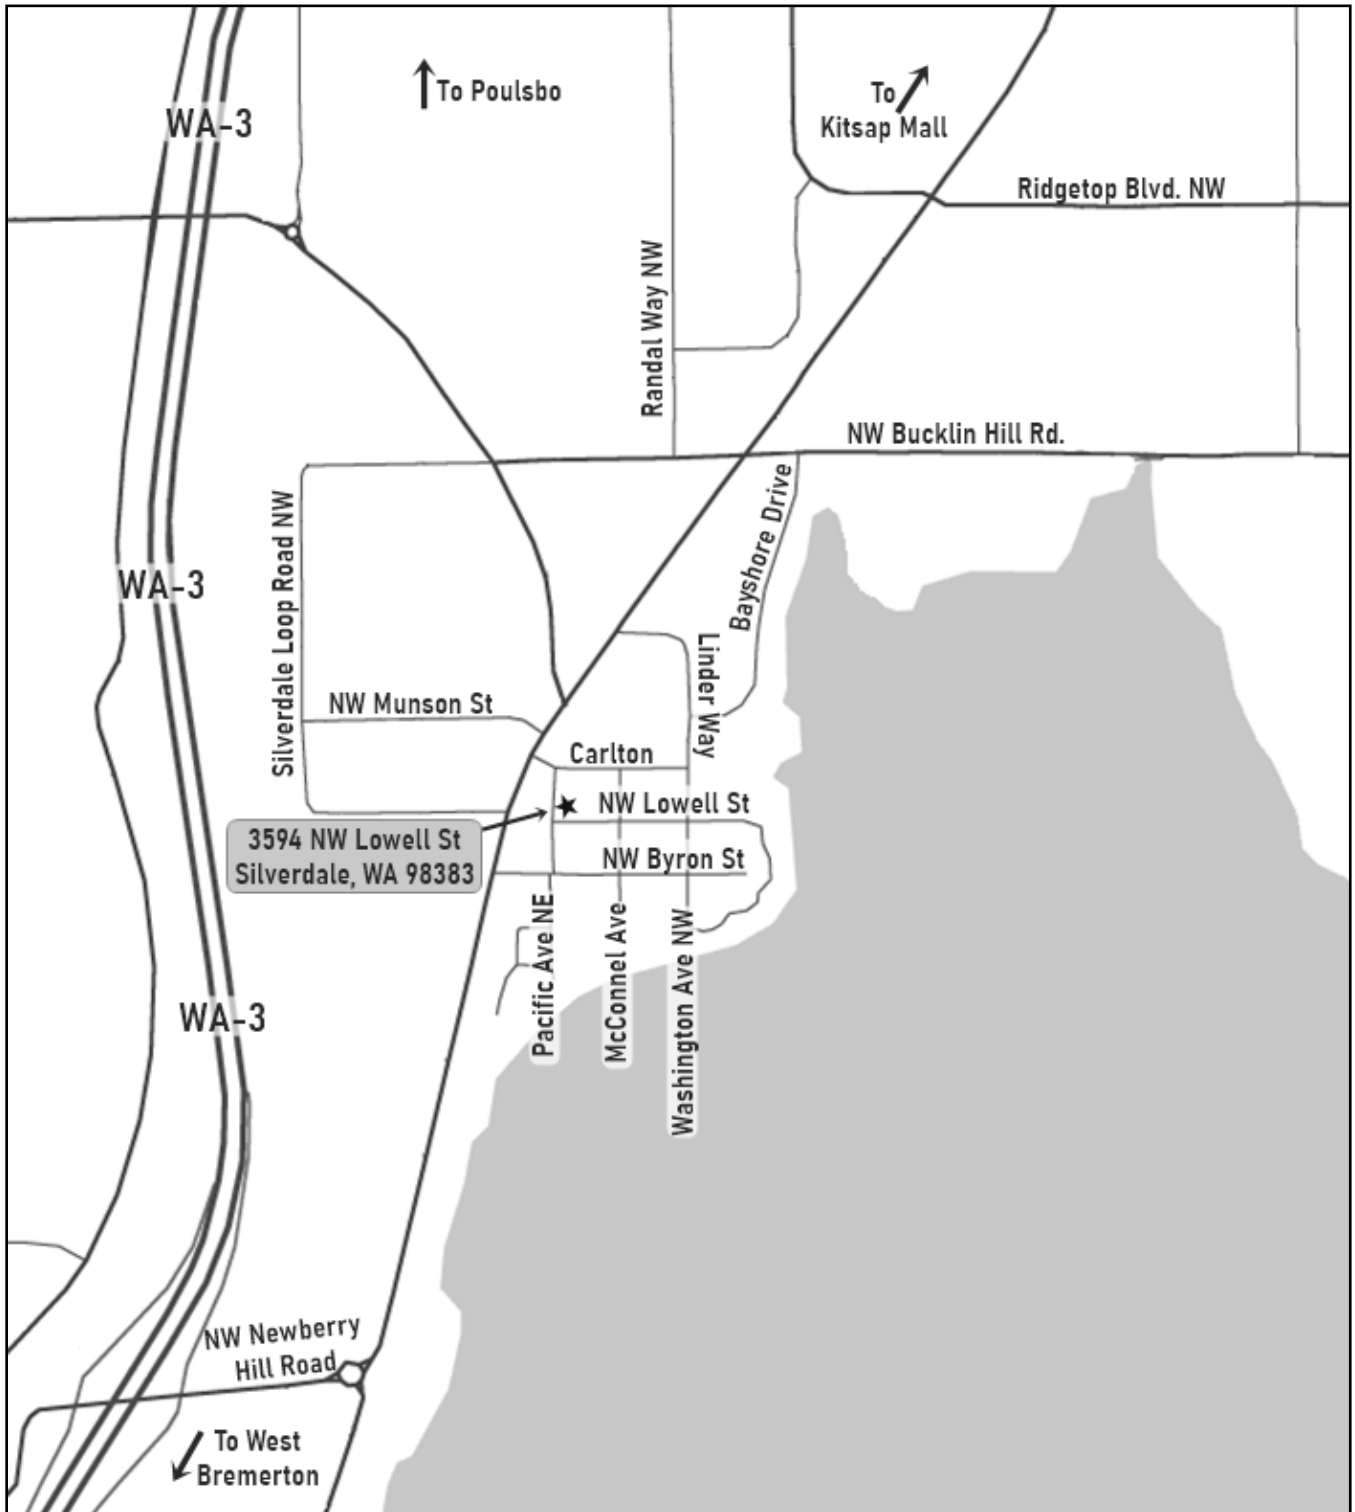 To Poulsbo
To
Kitsap Mall
WA-3
Ridgetop Blvd. NW
Randal Way NW
NW Bucklin Hill Rd.
Bayshore Drive
Silverdale Loop Road NW
WA-3
Linder Way
NW Munson St
Carlton
NW Lowell St
3594 NW Lowell St
Silverdale, WA 98383
NW Byron St
Pacific Ave NE
McConnel Ave
Washington Ave NW
WA-3
NW Newberry
Hill Road
To West
Bremerton